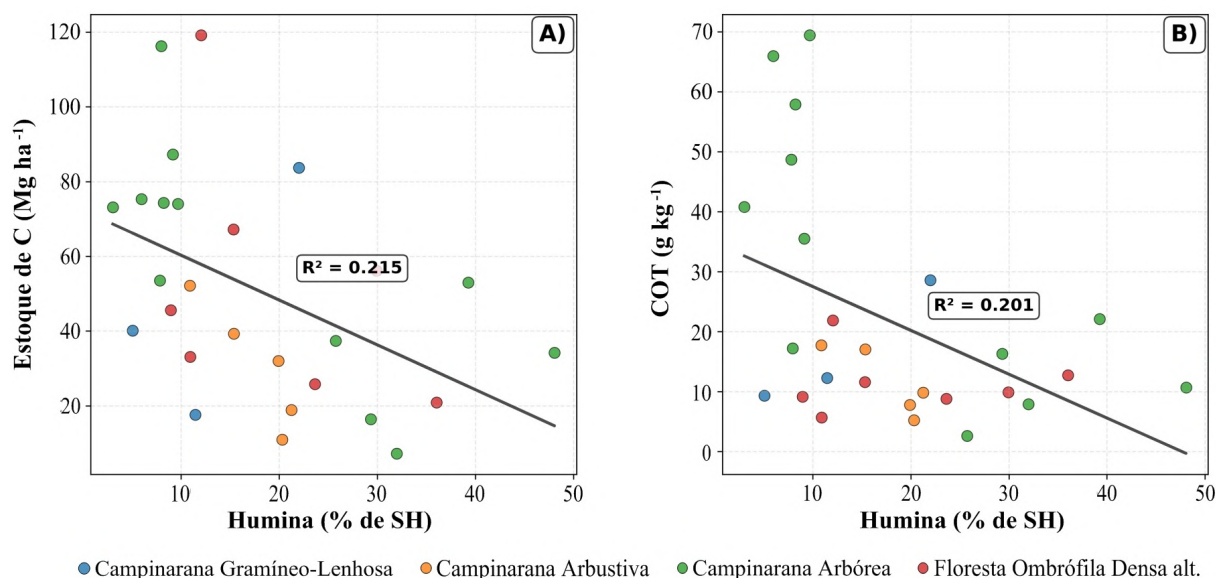 A)
120
100
80
60
40
20
Estoque de C (Mg ha⁻¹)
R² = 0.215
10 20 30 40 50
Humina (% de SH)
B)
70
60
50
40
30
20
10
0
COT (g kg⁻¹)
R² = 0.201
10 20 30 40 50
Humina (% de SH)
Campinarana Gramíneo-Lenhosa Campinarana Arbustiva Campinarana Arbórea Floresta Ombrófila Densa alt.